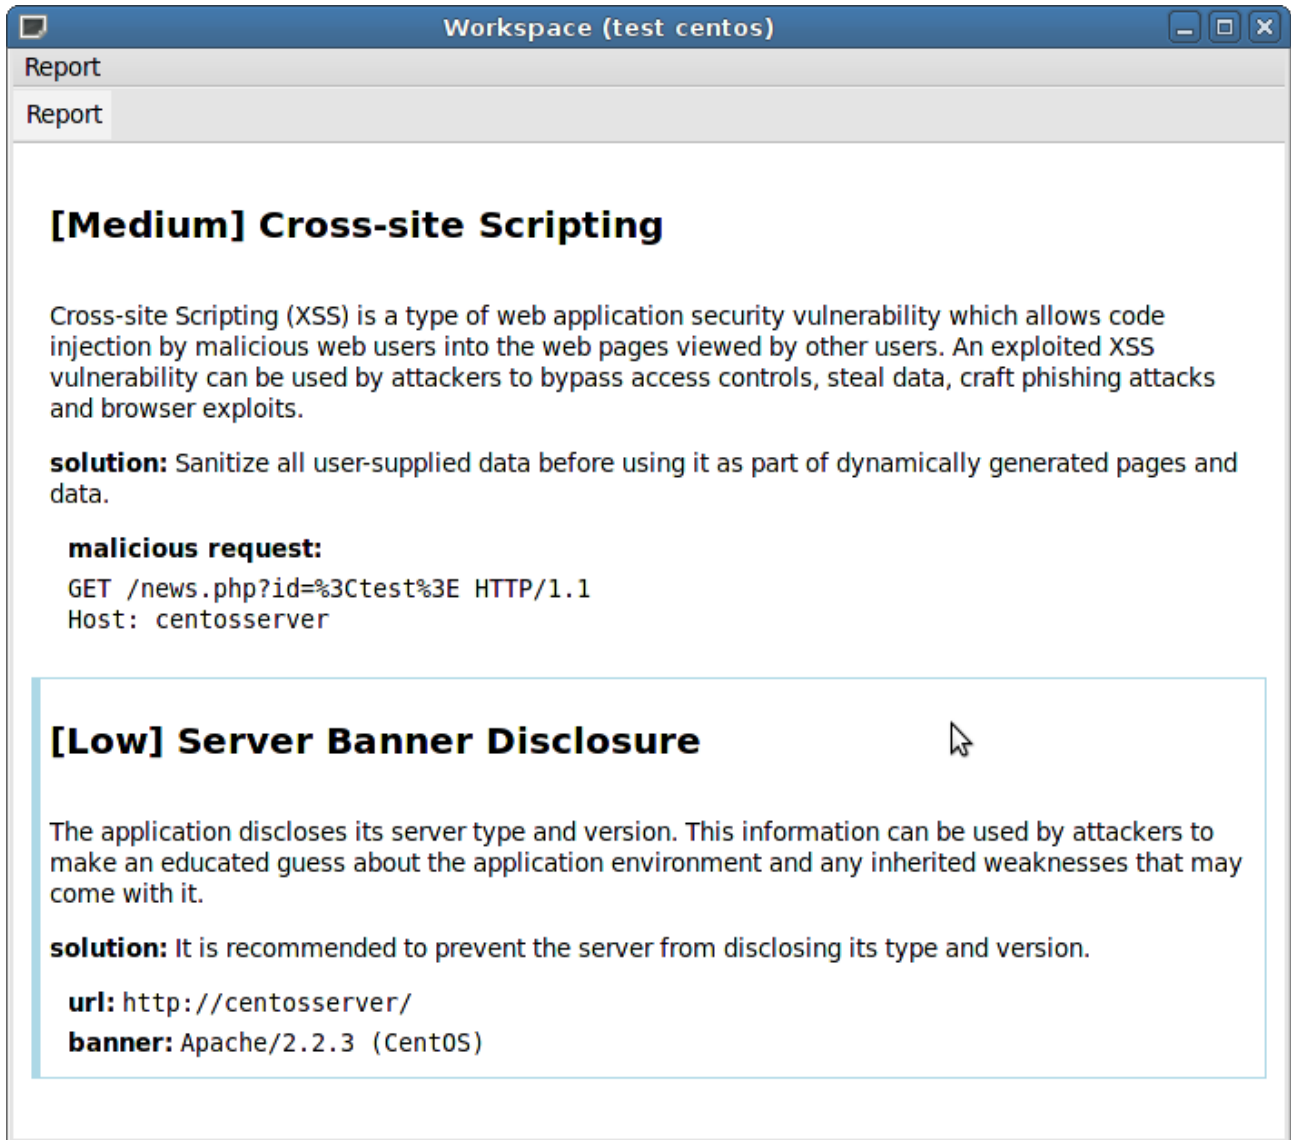 Workspace (test centos)
Report
Report
[Medium] Cross-site Scripting
Cross-site Scripting (XSS) is a type of web application security vulnerability which allows code
injection by malicious web users into the web pages viewed by other users. An exploited XSS
vulnerability can be used by attackers to bypass access controls, steal data, craft phishing attacks
and browser exploits.
solution: Sanitize all user-supplied data before using it as part of dynamically generated pages and
data.
malicious request:
GET /news.php?id=%3Ctest%3E HTTP/1.1
Host: centosserver
[Low] Server Banner Disclosure
The application discloses its server type and version. This information can be used by attackers to
make an educated guess about the application environment and any inherited weaknesses that may
come with it.
solution: It is recommended to prevent the server from disclosing its type and version.
url: http://centosserver/
banner: Apache/2.2.3 (CentOS)